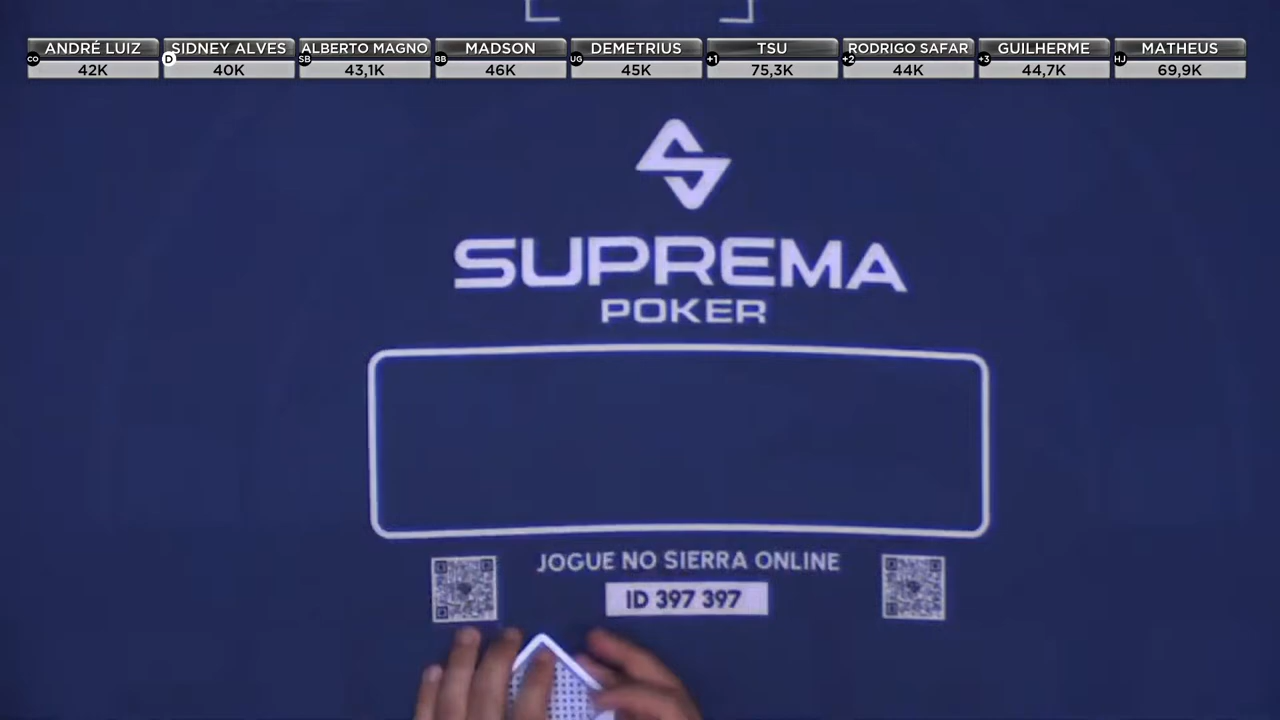 ANDRÉ LUIZ
CO
42K
SIDNEY ALVES
D
40K
ALBERTO MAGNO
SB
43,1K
MADSON
BB
46K
DEMETRIUS
UG
45K
TSU
+1
75,3K
RODRIGO SAFAR
+2
44K
GUILHERME
+3
44,7K
MATHEUS
HJ
69,9K
SUPREMA
POKER
JOGUE NO SIERRA ONLINE
ID 397 397